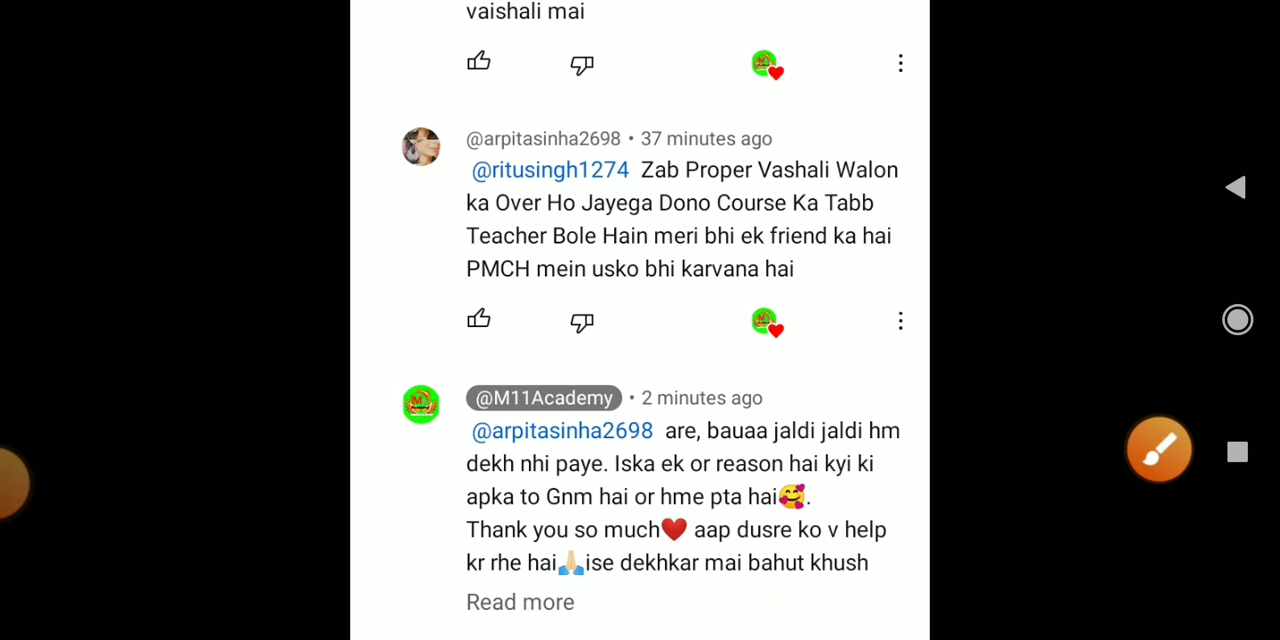 vaishali mai
@arpitasinha2698 • 37 minutes ago
@ritusingh1274 Zab Proper Vashali Walon
ka Over Ho Jayega Dono Course Ka Tabb
Teacher Bole Hain meri bhi ek friend ka hai
PMCH mein usko bhi karvana hai
@M11Academy • 2 minutes ago
@arpitasinha2698 are, bauaa jaldi jaldi hm
dekh nhi paye. Iska ek or reason hai kyi ki
apka to Gnm hai or hme pta hai🥰.
Thank you so much❤️ aap dusre ko v help
kr rhe hai🙏🏻ise dekhkar mai bahut khush
Read more